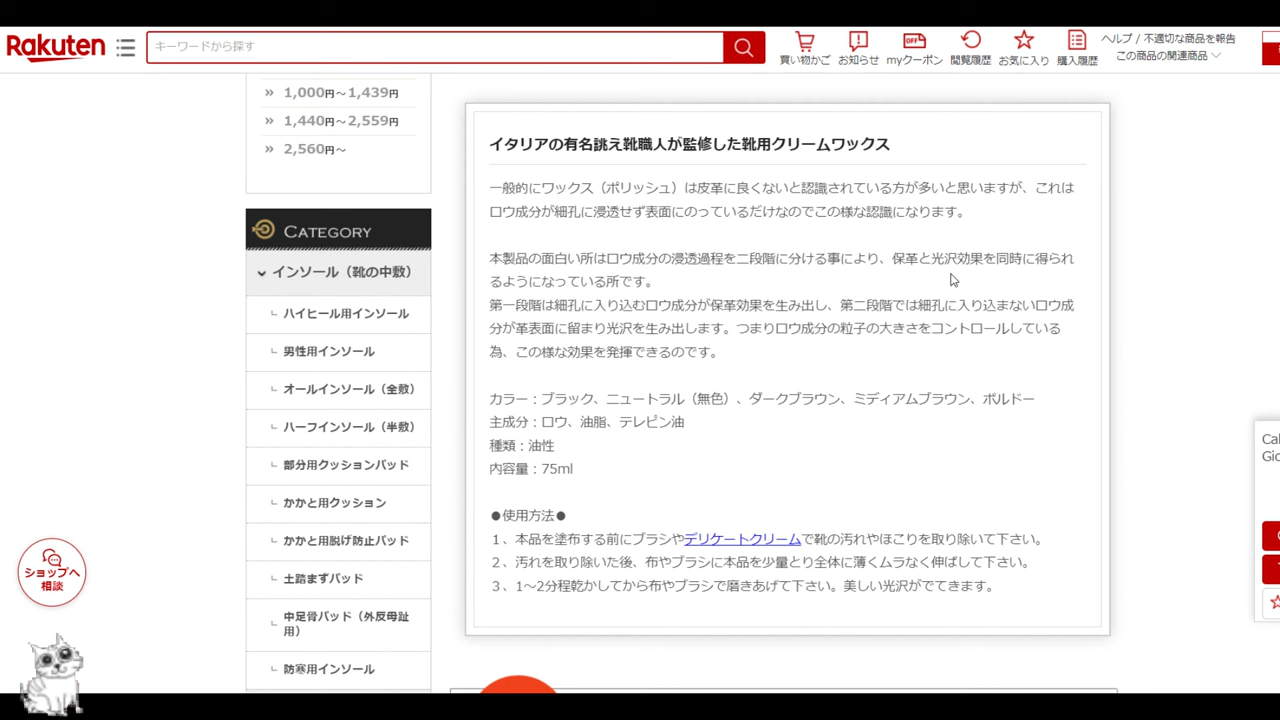 Rakuten
キーワードから探す
買い物かご
お知らせ
OFF
myクーポン
閲覧履歴
お気に入り
購入履歴
ヘルプ / 不適切な商品を報告
この商品の関連商品
1,000円～1,439円
1,440円～2,559円
2,560円～
CATEGORY
インソール（靴の中敷）
ハイヒール用インソール
男性用インソール
オールインソール（全敷）
ハーフインソール（半敷）
部分用クッションパッド
かかと用クッション
かかと用脱げ防止パッド
土踏まずパッド
中足骨パッド（外反母趾
用）
防寒用インソール
イタリアの有名誂え靴職人が監修した靴用クリームワックス
一般的にワックス（ポリッシュ）は皮革に良くないと認識されている方が多いと思いますが、これは
ロウ成分が細孔に浸透せず表面にのっているだけなのでこの様な認識になります。
本製品の面白い所はロウ成分の浸透過程を二段階に分ける事により、保革と光沢効果を同時に得られ
るようになっている所です。
第一段階は細孔に入り込むロウ成分が保革効果を生み出し、第二段階では細孔に入り込まないロウ成
分が革表面に留まり光沢を生み出します。つまりロウ成分の粒子の大きさをコントロールしている
為、この様な効果を発揮できるのです。
カラー：ブラック、ニュートラル（無色）、ダークブラウン、ミディアムブラウン、ボルドー
主成分：ロウ、油脂、テレピン油
種類：油性
内容量：75ml
●使用方法●
１、本品を塗布する前にブラシやデリケートクリームで靴の汚れやほこりを取り除いて下さい。
２、汚れを取り除いた後、布やブラシに本品を少量とり全体に薄くムラなく伸ばして下さい。
３、1～2分程乾かしてから布やブラシで磨きあげて下さい。美しい光沢がでてきます。
ショップへ
相談